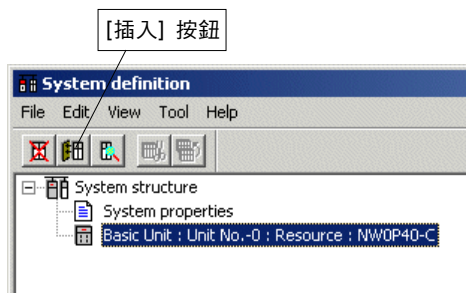 [插入] 按鈕
System definition
File Edit View Tool Help
System structure
System properties
Basic Unit : Unit No.-0 : Resource : NW0P40-C